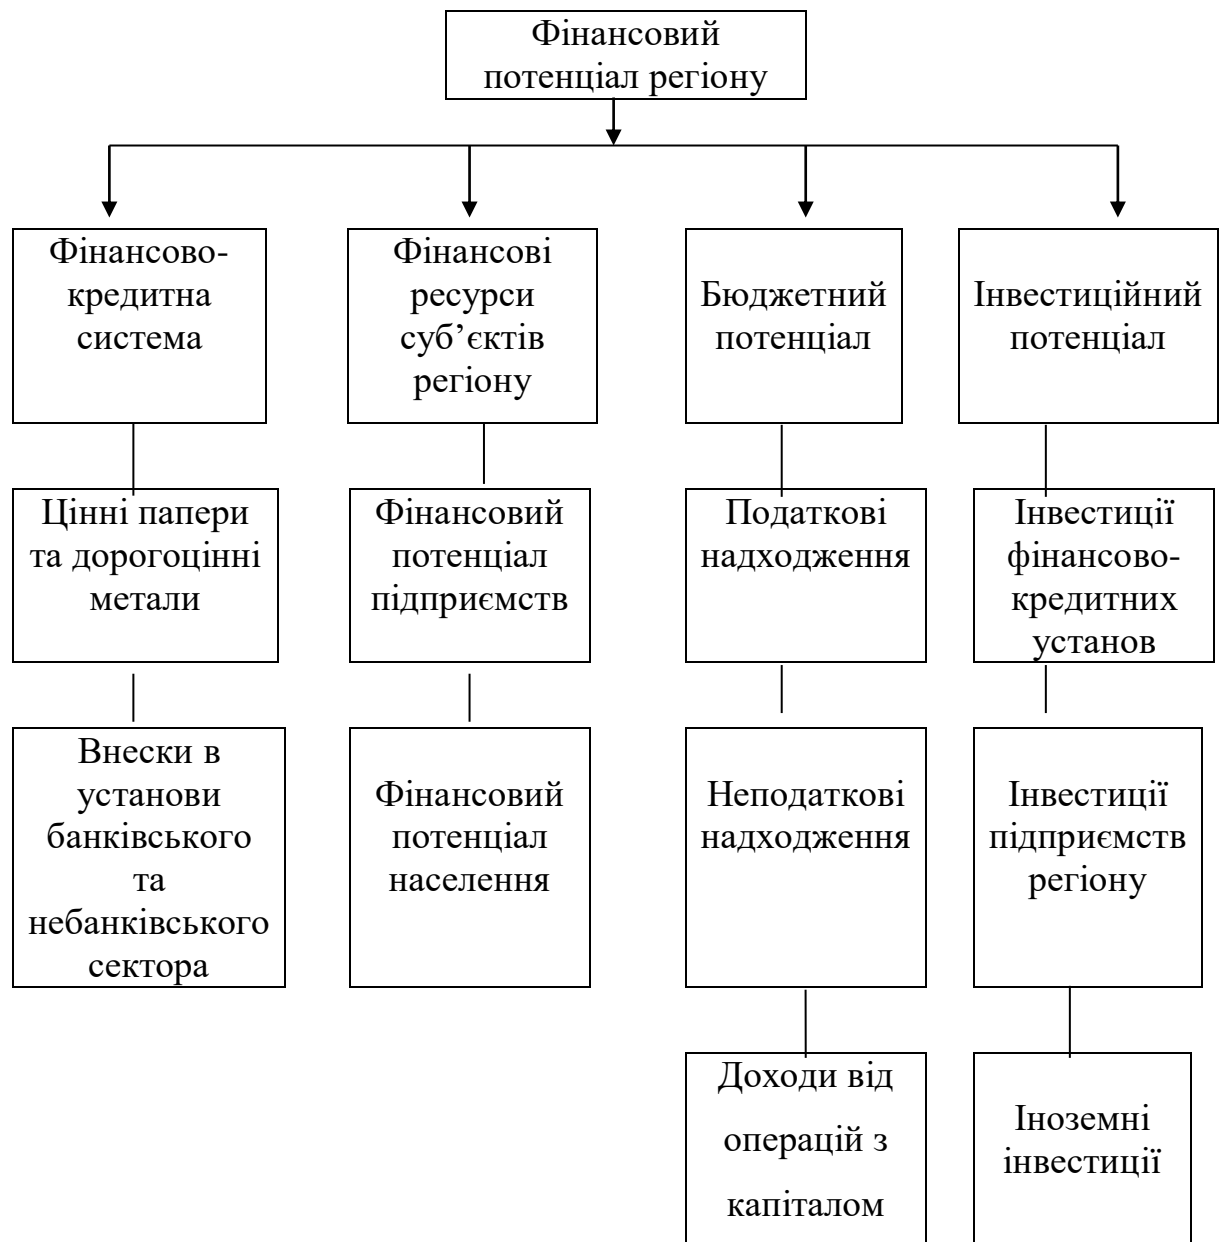 Фінансовий
потенціал регіону
Фінансово-
кредитна
система
Фінансові
ресурси
суб’єктів
регіону
Бюджетний
потенціал
Інвестиційний
потенціал
Цінні папери
та дорогоцінні
метали
Фінансовий
потенціал
підприємств
Податкові
надходження
Інвестиції
фінансово-
кредитних
установ
Внески в
установи
банківського
та
небанківського
сектора
Фінансовий
потенціал
населення
Неподаткові
надходження
Інвестиції
підприємств
регіону
Доходи від
операцій з
капіталом
Іноземні
інвестиції